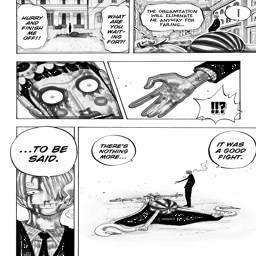 THE ORGANIZATION
WILL ELIMINATE
ME ANYWAY FOR
FAILING...
!
WHAT
ARE YOU
WAIT-
ING
FOR?!
HURRY
AND
FINISH
ME
OFF!!
!!?
IT WAS
A GOOD
FIGHT.
THERE'S
NOTHING
MORE...
...TO BE
SAID.